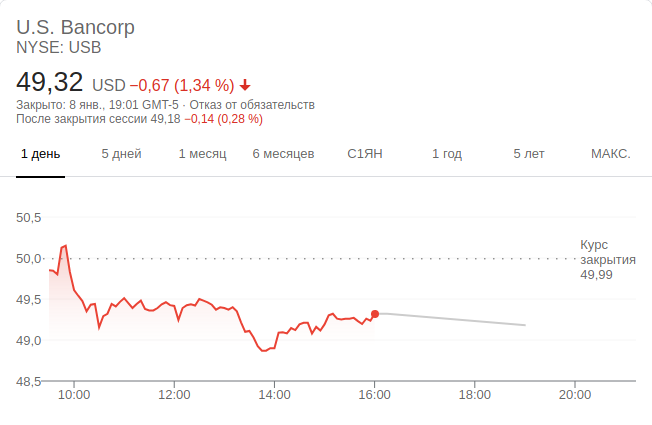 U.S. Bancorp
NYSE: USB
49,32 USD −0,67 (1,34 %)
Закрыто: 8 янв., 19:01 GMT-5 · Отказ от обязательств
После закрытия сессии 49,18 −0,14 (0,28 %)
1 день 5 дней 1 месяц 6 месяцев С1ЯН 1 год 5 лет МАКС.
50,5
50,0
Курс
закрытия
49,99
49,5
49,0
48,5
10:00 12:00 14:00 16:00 18:00 20:00